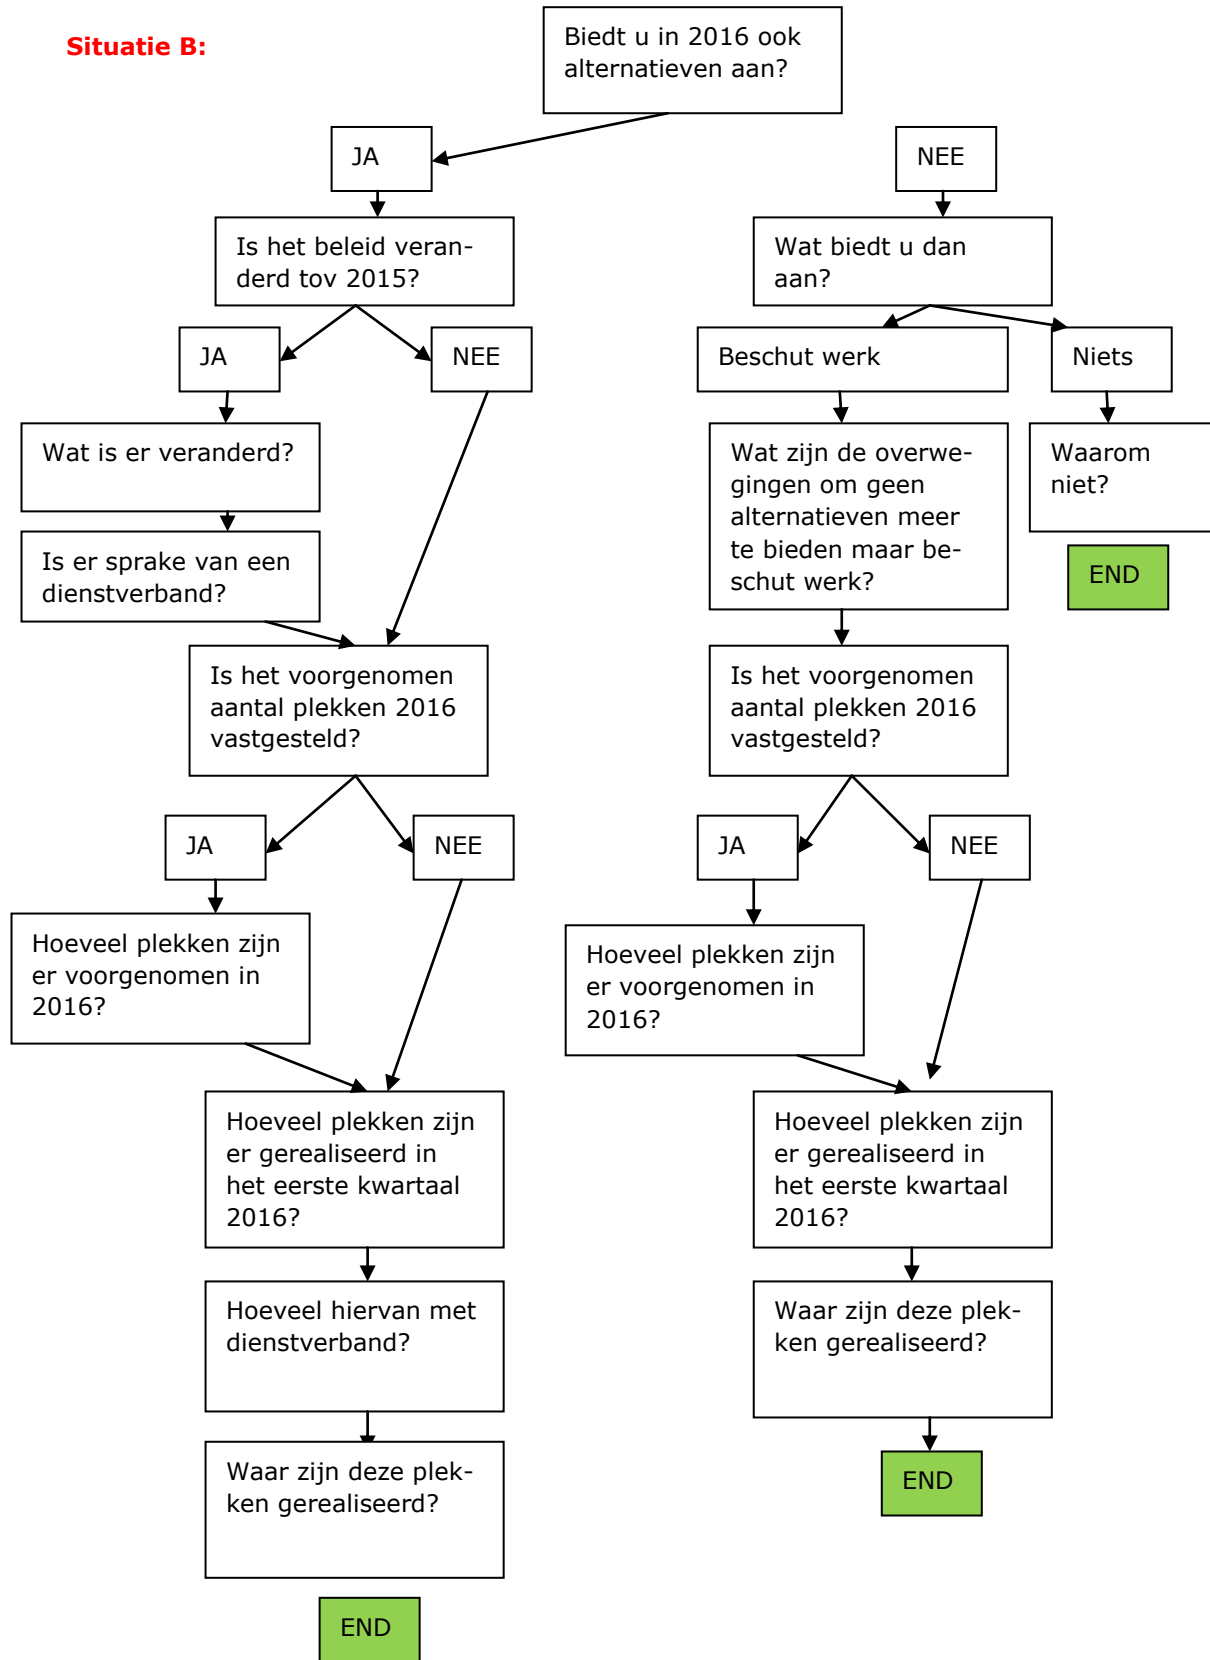 Situatie B:
Biedt u in 2016 ook
alternatieven aan?
JA
NEE
Is het beleid veran-
derd tov 2015?
Wat biedt u dan
aan?
JA
NEE
Beschut werk
Niets
Wat is er veranderd?
Wat zijn de overwe-
gingen om geen
alternatieven meer
te bieden maar be-
schut werk?
Waarom
niet?
Is er sprake van een
dienstverband?
END
Is het voorgenomen
aantal plekken 2016
vastgesteld?
Is het voorgenomen
aantal plekken 2016
vastgesteld?
JA
NEE
JA
NEE
Hoeveel plekken zijn
er voorgenomen in
2016?
Hoeveel plekken zijn
er voorgenomen in
2016?
Hoeveel plekken zijn
er gerealiseerd in
het eerste kwartaal
2016?
Hoeveel plekken zijn
er gerealiseerd in
het eerste kwartaal
2016?
Hoeveel hiervan met
dienstverband?
Waar zijn deze plek-
ken gerealiseerd?
Waar zijn deze plek-
ken gerealiseerd?
END
END